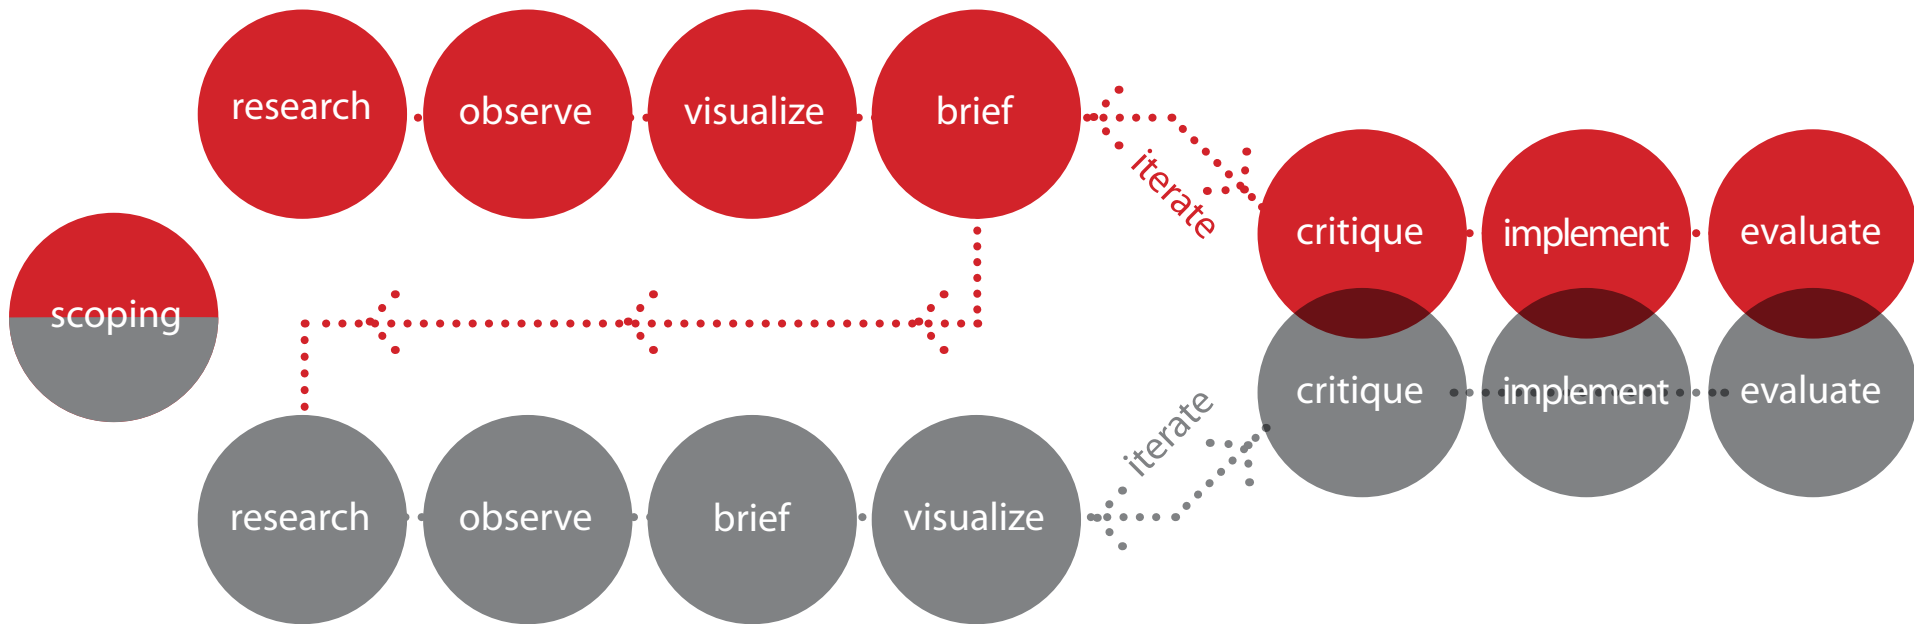 scoping
research
observe
visualize
brief
iterate
critique
implement
evaluate
research
observe
brief
visualize
iterate
critique
implement
evaluate